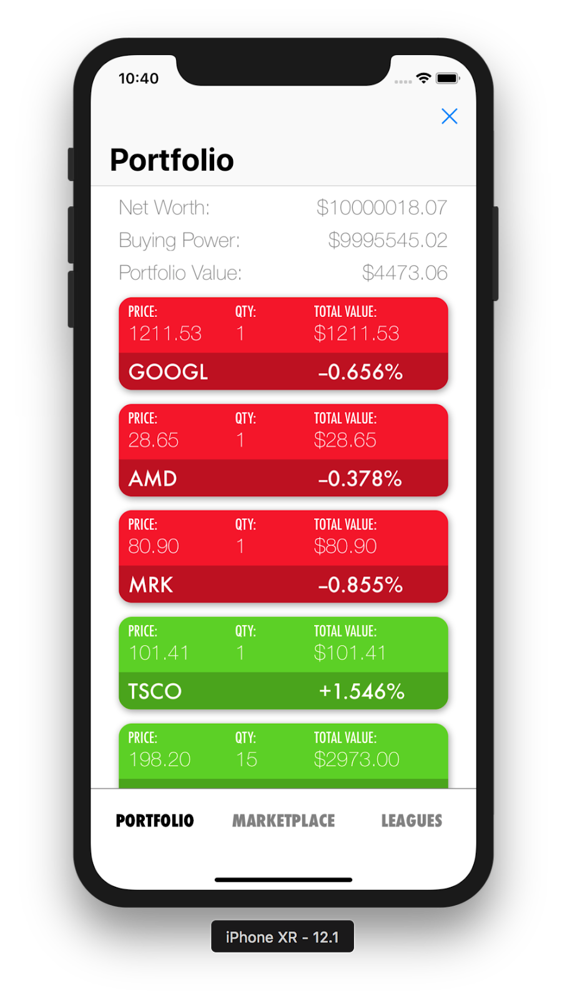 10:40
Portfolio
Net Worth: $10000018.07
Buying Power: $9995545.02
Portfolio Value: $4473.06
PRICE: QTY: TOTAL VALUE:
1211.53 1 $1211.53
GOOGL -0.656%
PRICE: QTY: TOTAL VALUE:
28.65 1 $28.65
AMD -0.378%
PRICE: QTY: TOTAL VALUE:
80.90 1 $80.90
MRK -0.855%
PRICE: QTY: TOTAL VALUE:
101.41 1 $101.41
TSCO +1.546%
PRICE: QTY: TOTAL VALUE:
198.20 15 $2973.00
PORTFOLIO MARKETPLACE LEAGUES
iPhone XR - 12.1